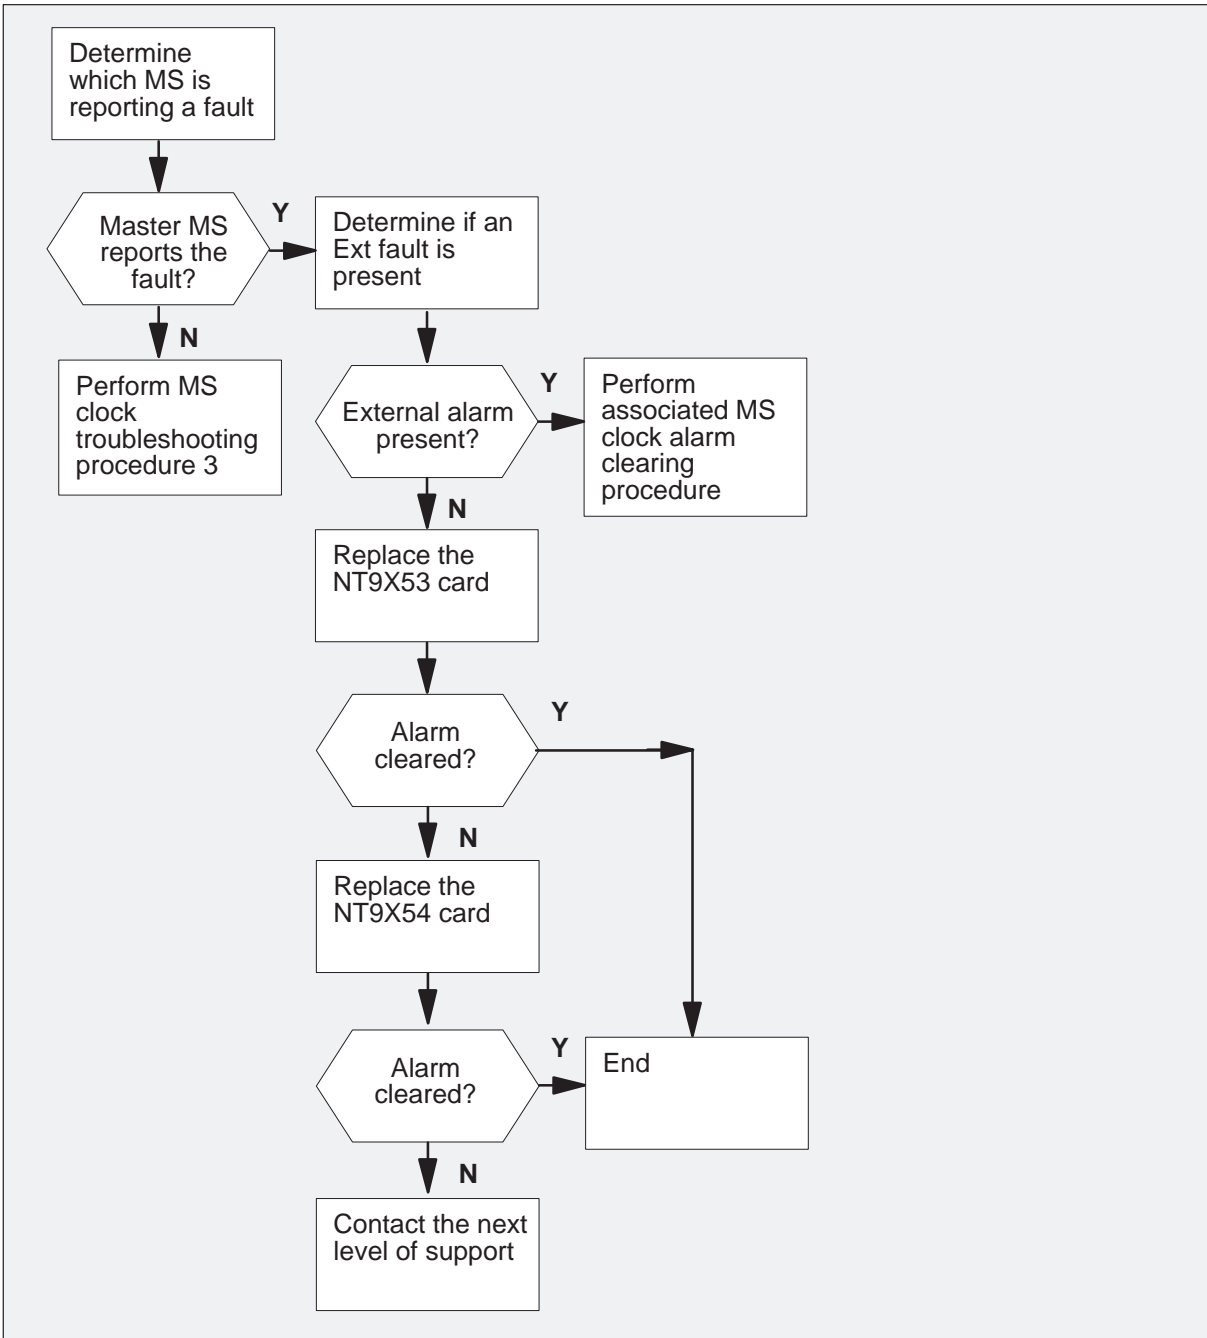 Determine
which MS is
reporting a fault
Master MS
reports the
fault?
Y
Determine if an
Ext fault is
present
N
Perform MS
clock
troubleshooting
procedure 3
External alarm
present?
Y
Perform
associated MS
clock alarm
clearing
procedure
N
Replace the
NT9X53 card
Alarm
cleared?
Y
N
Replace the
NT9X54 card
Alarm
cleared?
Y
End
N
Contact the next
level of support